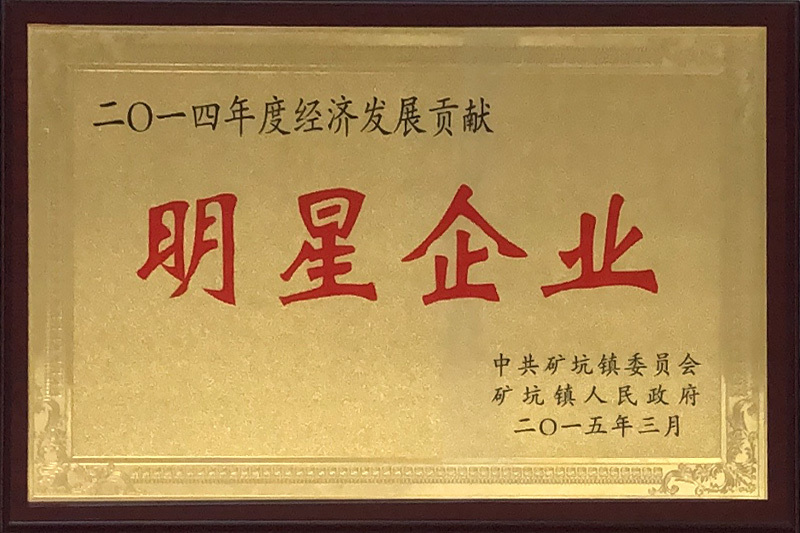 二〇一四年度经济发展贡献
明星企业
中共矿坑镇委员会
矿坑镇人民政府
二〇一五年三月